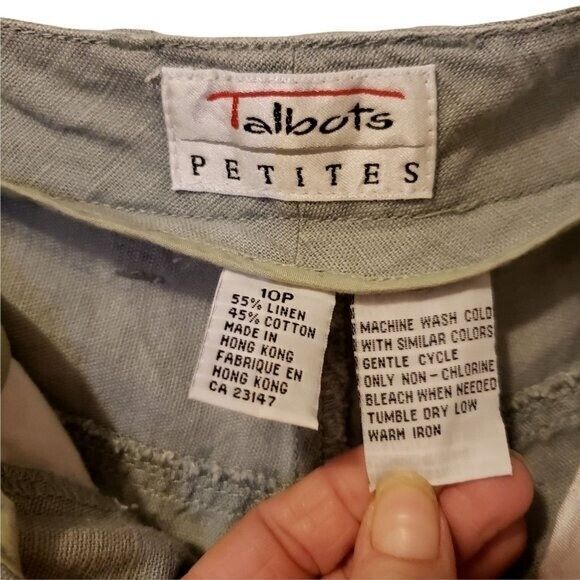 Talbots
PETITES
10P
55% LINEN
45% COTTON
MADE IN
HONG KONG
FABRIQUE EN
HONG KONG
CA 23147
MACHINE WASH COLD
WITH SIMILAR COLORS
GENTLE CYCLE
ONLY NON-CHLORINE
BLEACH WHEN NEEDED
TUMBLE DRY LOW
WARM IRON